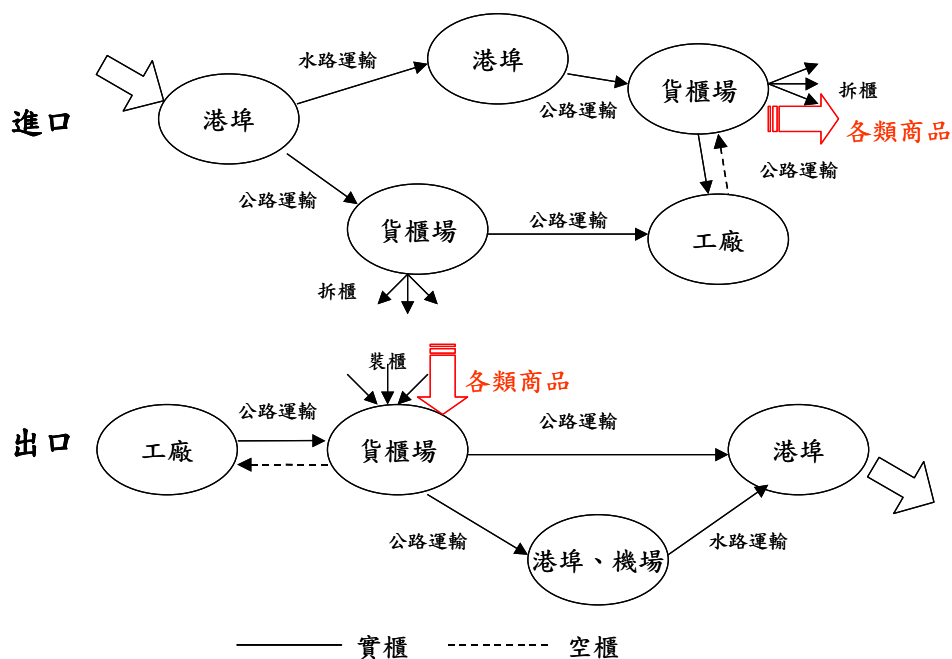 進口
港埠
水路運輸
港埠
公路運輸
貨櫃場
拆櫃
各類商品
公路運輸
公路運輸
貨櫃場
公路運輸
工廠
拆櫃
出口
裝櫃
各類商品
工廠
公路運輸
貨櫃場
公路運輸
港埠
公路運輸
港埠、機場
水路運輸
實櫃
空櫃